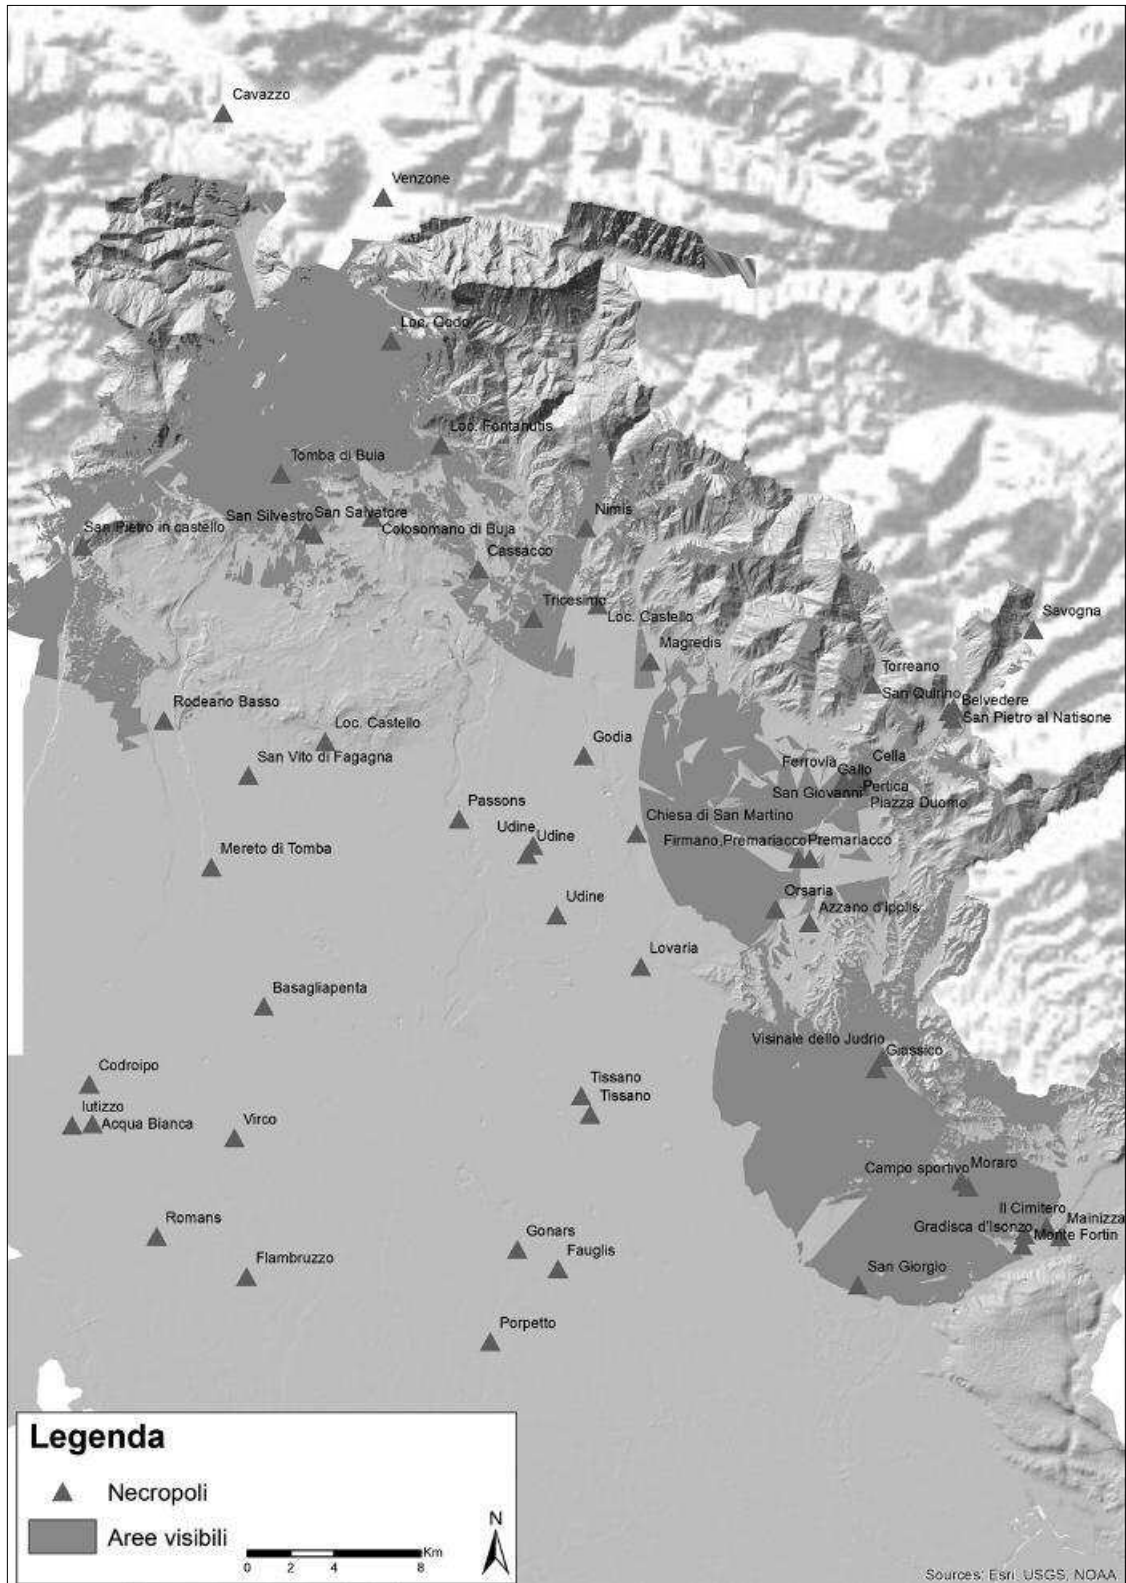 Cavazzo
Venzone
Loc. Godo
Loc. Fontanutis
Tomba di Buia
San Silvestro
San Salvatore
San Pietro in castello
Colosomano di Buja
Nimis
Cassacco
Tricesimo
Loc. Castello
Savogna
Magredis
Torreano
San Quirino
Belvedere
San Pietro al Natisone
Rodeano Basso
Loc. Castello
San Vito di Fagagna
Godia
Ferrovia
Cella
Gallo
San Giovanni
Pertica
Piazza Duomo
Passons
Chiesa di San Martino
Udine
Udine
Firmano, Premariacco
Premariacco
Mereto di Tomba
Orsaria
Udine
Azzano d'Ipplis
Lovaria
Basagliapenta
Visinale dello Judrio
Giassico
Codroipo
Tissano
Tissano
Iutizzo
Acqua Bianca
Virco
Campo sportivo
Moraro
Romans
Il Cimitero
Mainizza
Gradisca d'Isonzo
Monte Fortin
Gonars
Fauglis
Flambruzzo
San Giorgio
Porpetto
Legenda
Necropoli
Aree visibili
N
Km
0 2 4 8
Sources: Esri, USGS, NOAA